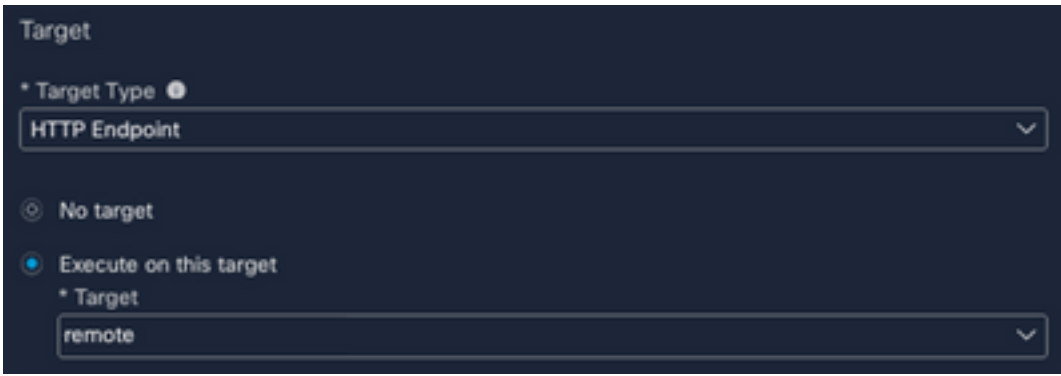 Target
* Target Type
HTTP Endpoint
No target
Execute on this target
* Target
remote